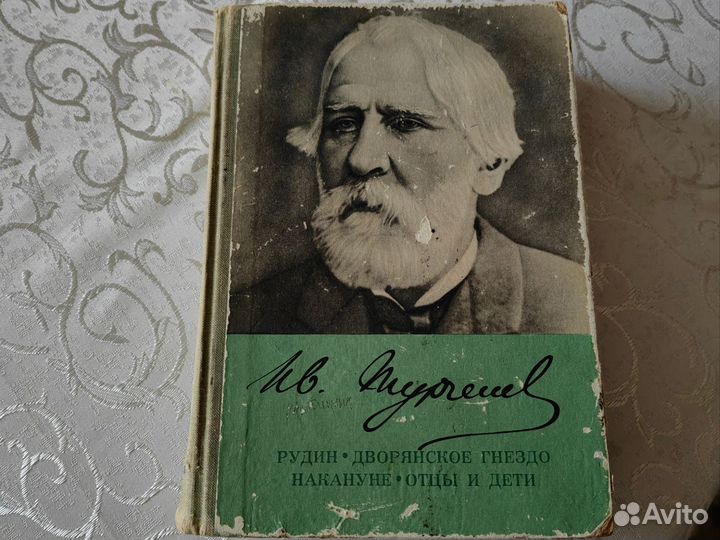 Ив. Тургенев
РУДИН • ДВОРЯНСКОЕ ГНЕЗДО
НАКАНУНЕ • ОТЦЫ И ДЕТИ
Avito